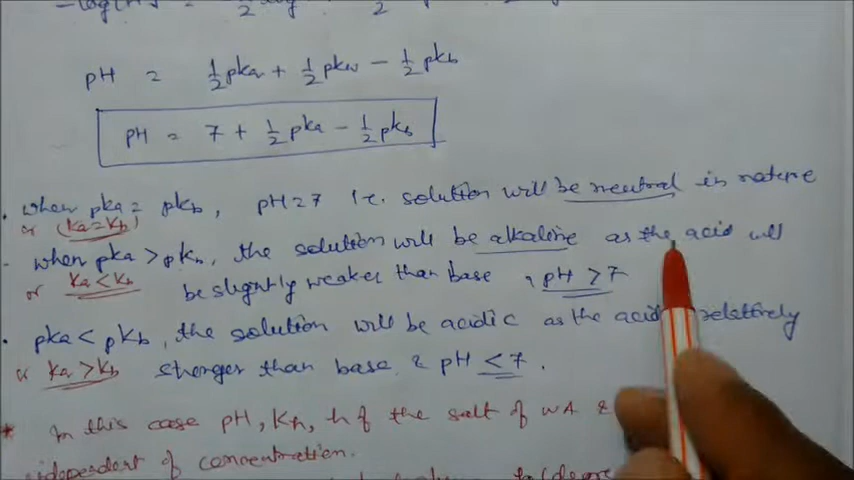 pH = ½pka + ½pkw − ½pkb
pH = 7 + ½pka − ½pkb
. when pka = pkb, pH = 7 i.e. solution will be neutral in nature
or (ka=kb)
- when pka > pkb, the solution will be alkaline as the acid will
or ka<kb be slightly weaker than base , pH >7
. pka < pkb, the solution will be acidic as the acid relatively
or ka>kb stronger than base & pH <7 .
* In this case pH, Kh, h of the salt of WA &
independent of concentration.